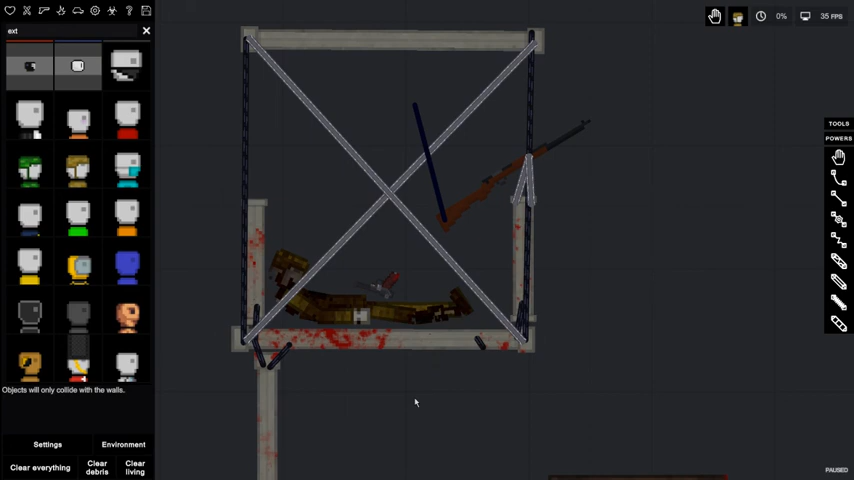 0%
35 FPS
ext
TOOLS
POWERS
Objects will only collide with the walls.
Settings
Environment
Clear everything
Clear debris
Clear living
PAUSED